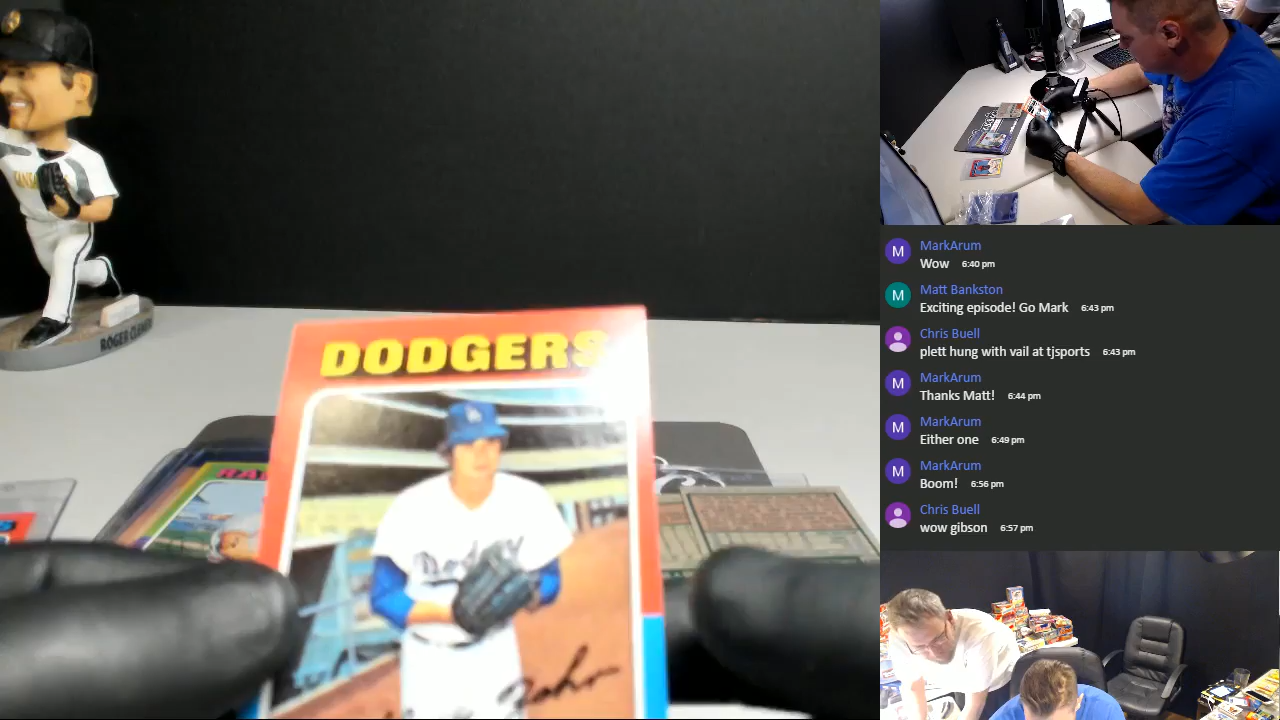 DODGERS
Dodgers
Zahn
ROGER CLEMENS
MarkArum
Wow 6:40 pm
Matt Bankston
Exciting episode! Go Mark 6:43 pm
Chris Buell
plett hung with vail at tjsports 6:43 pm
MarkArum
Thanks Matt! 6:44 pm
MarkArum
Either one 6:49 pm
MarkArum
Boom! 6:56 pm
Chris Buell
wow gibson 6:57 pm
M
M
M
M
M